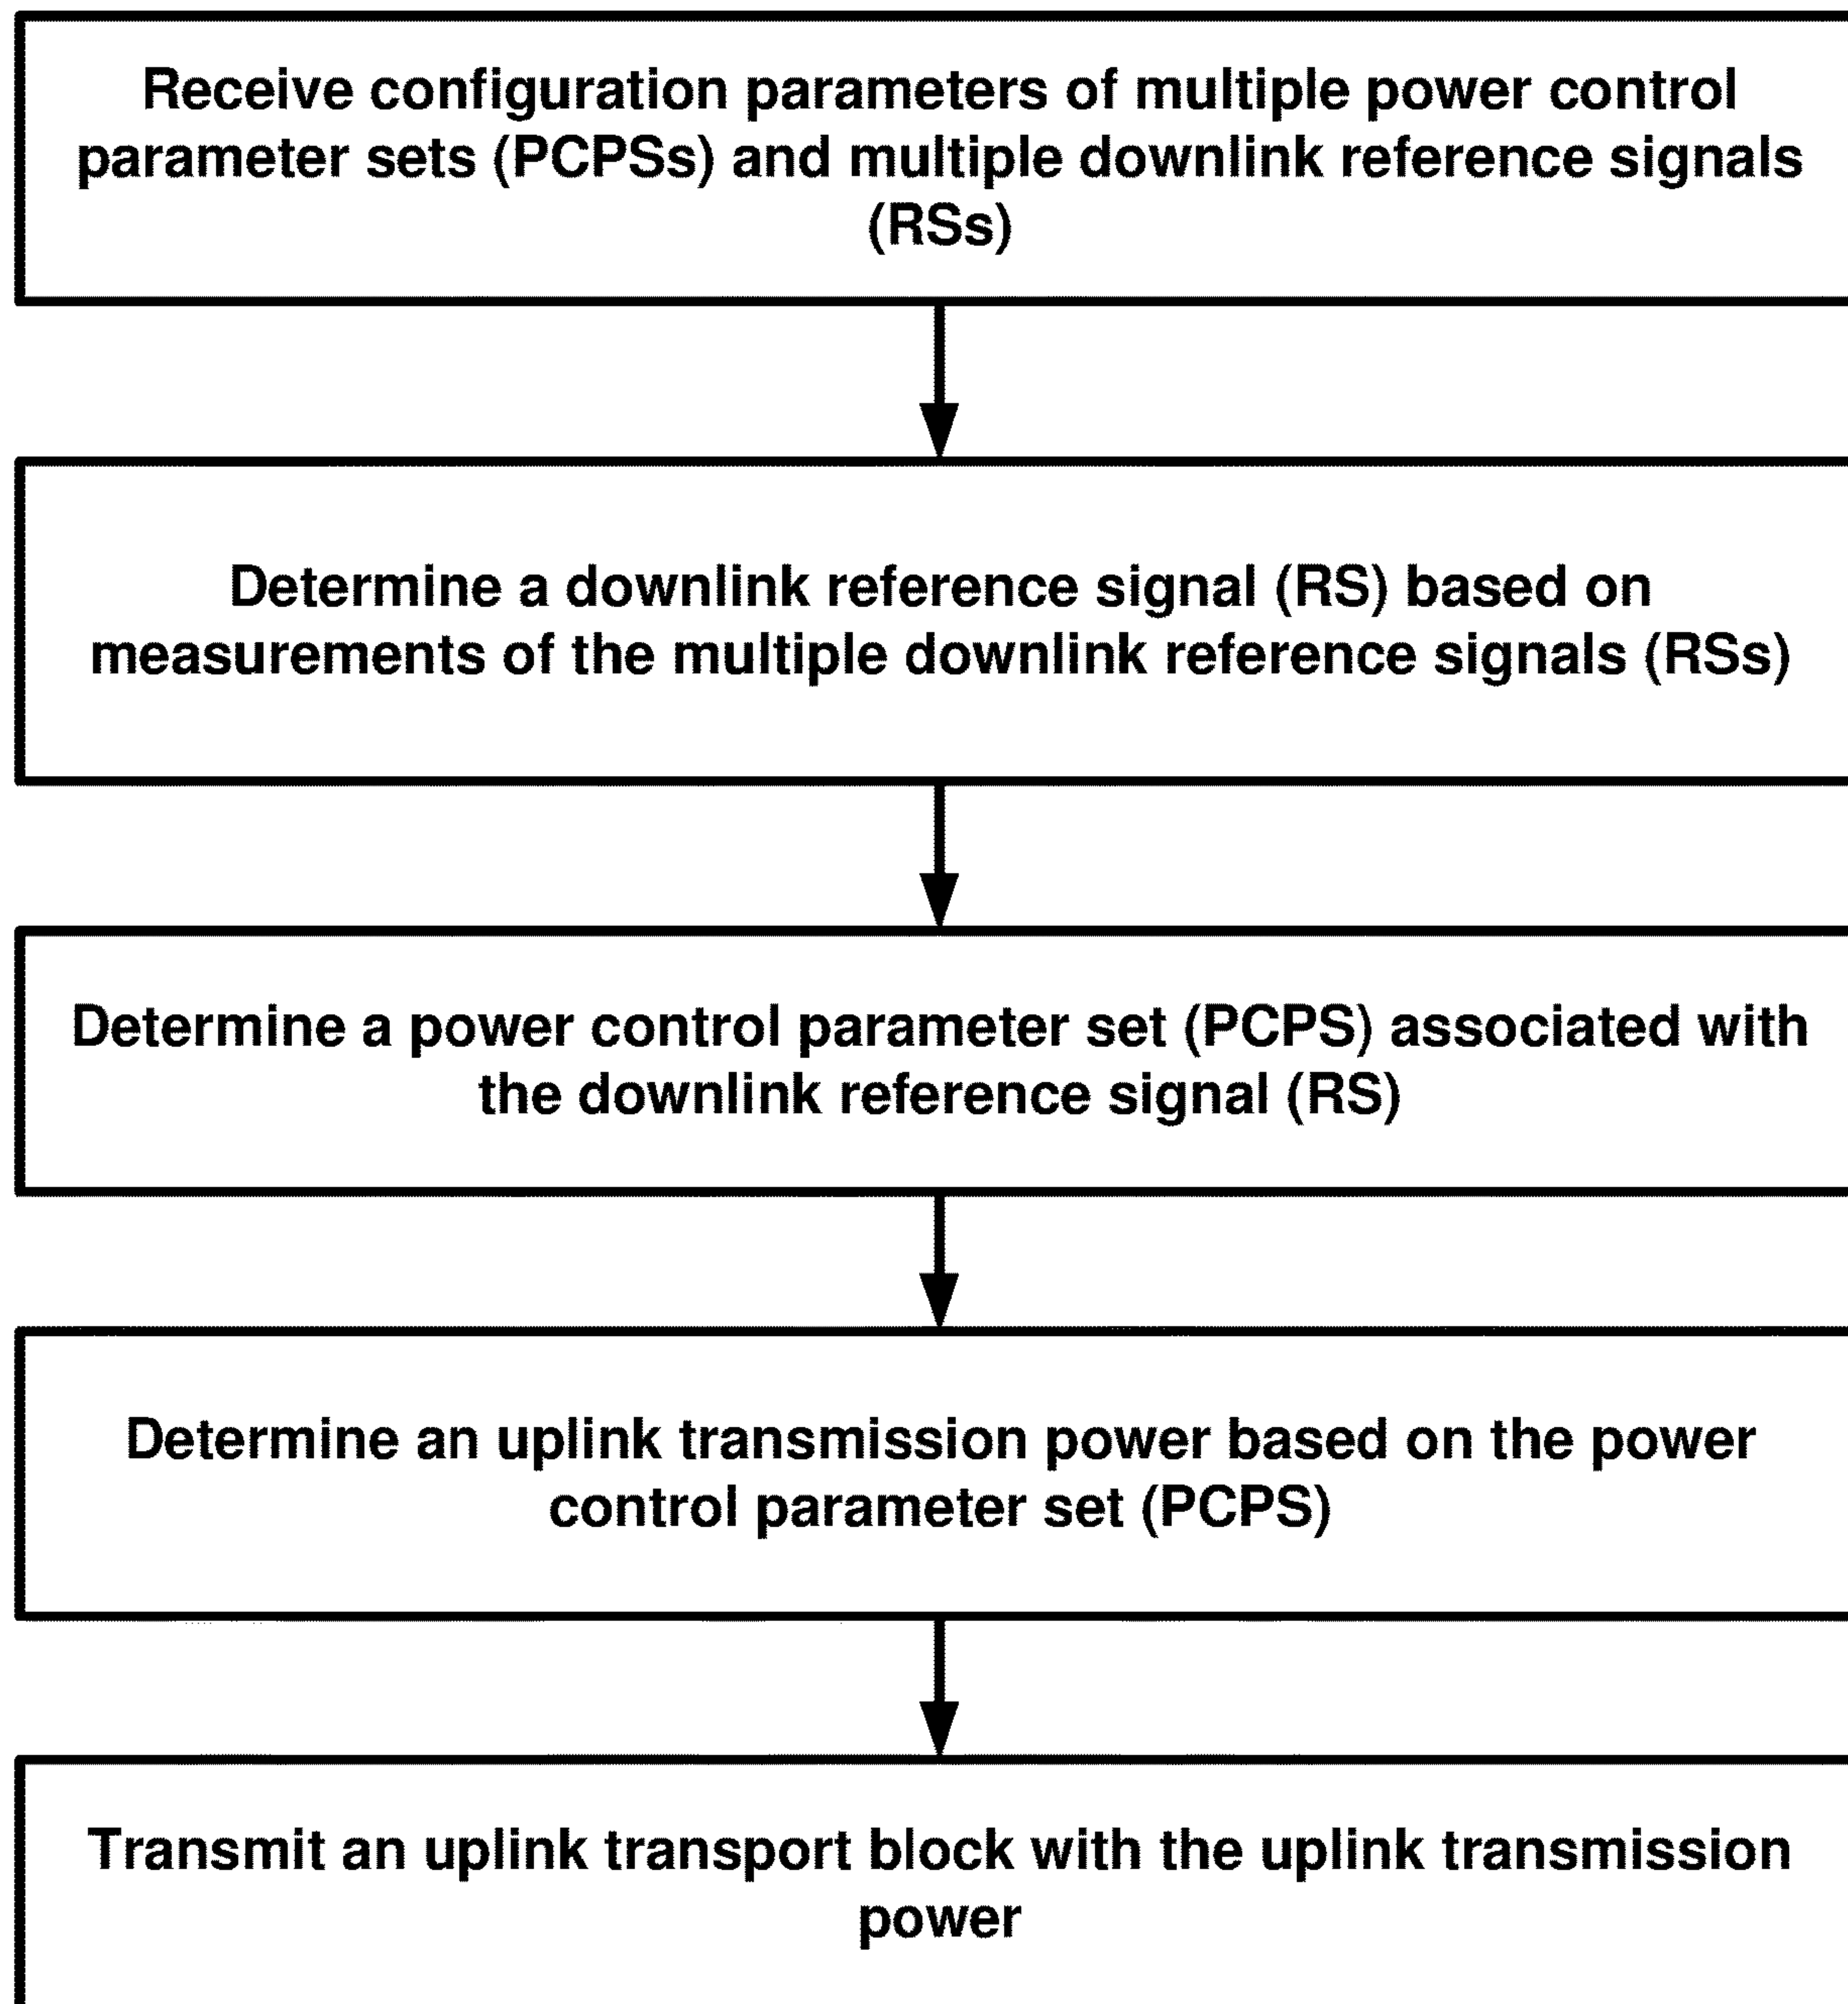 Receive configuration parameters of multiple power control
parameter sets (PCPSs) and multiple downlink reference signals
(RSs)
Determine a downlink reference signal (RS) based on
measurements of the multiple downlink reference signals (RSs)
Determine a power control parameter set (PCPS) associated with
the downlink reference signal (RS)
Determine an uplink transmission power based on the power
control parameter set (PCPS)
Transmit an uplink transport block with the uplink transmission
power